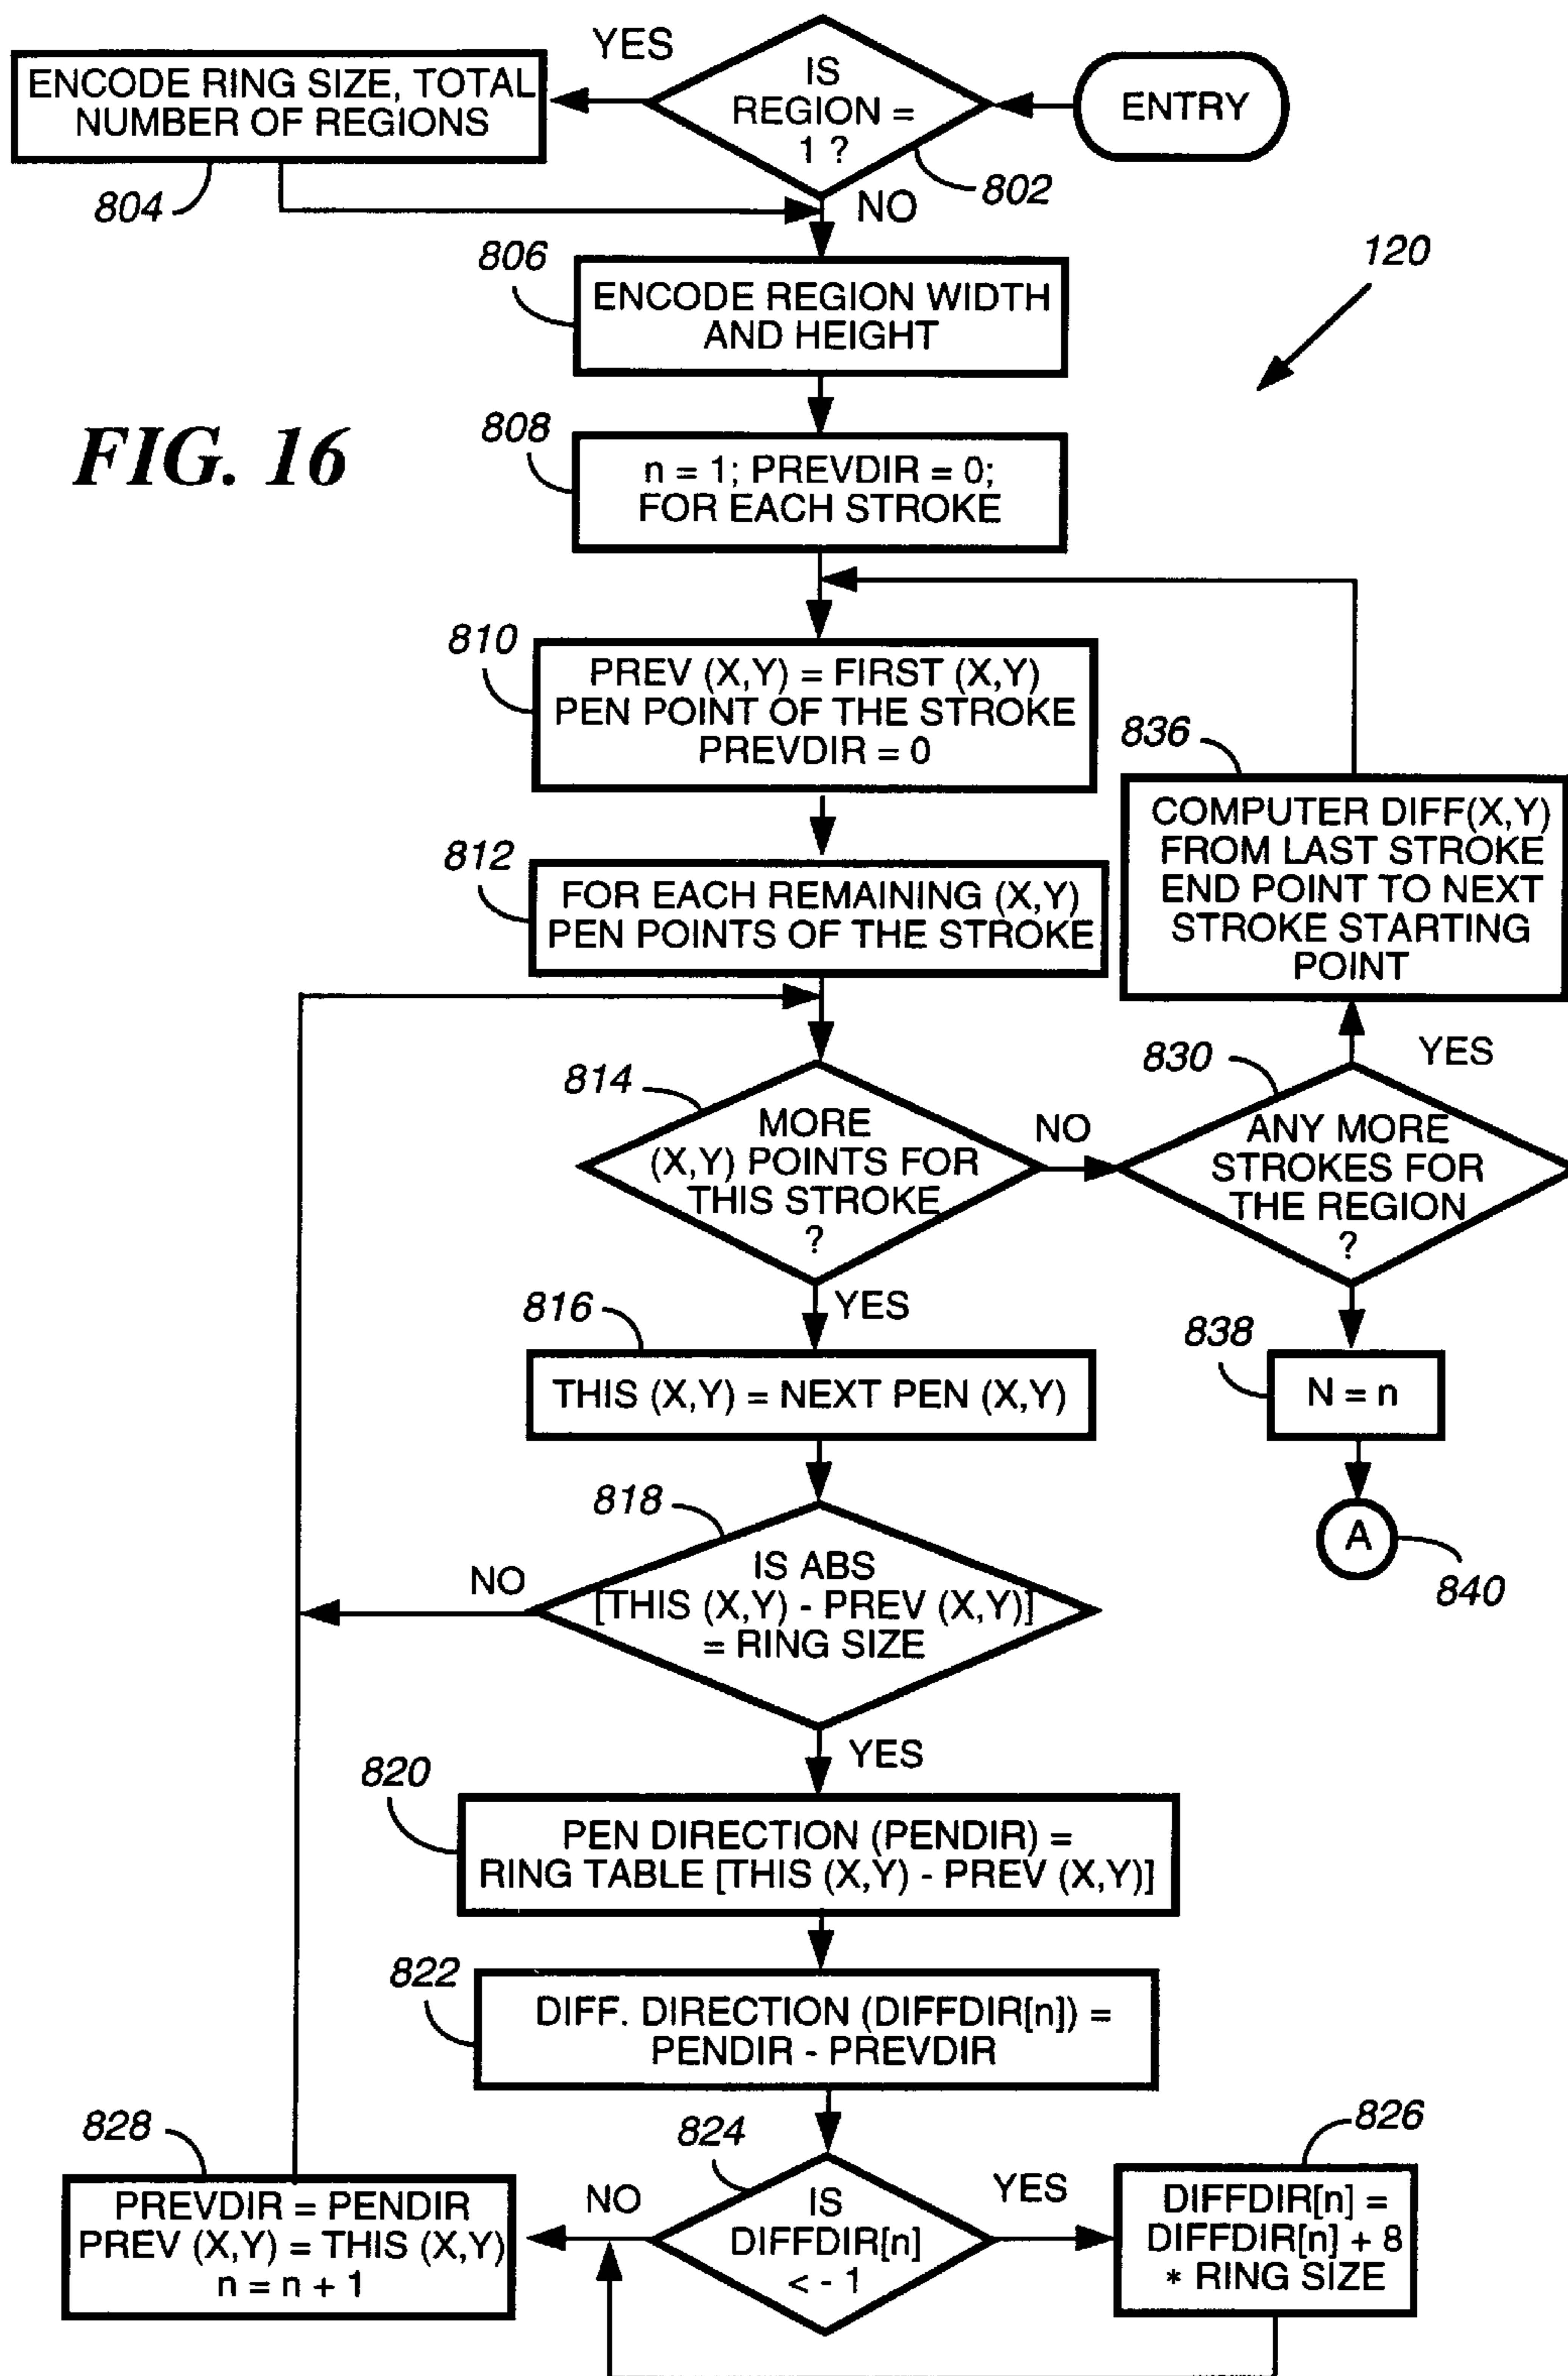 YES
ENCODE RING SIZE, TOTAL
NUMBER OF REGIONS
804
IS
REGION =
1 ?
802
NO
ENTRY
120
806
ENCODE REGION WIDTH
AND HEIGHT
FIG. 16
808
n = 1; PREVDIR = 0;
FOR EACH STROKE
810
PREV (X,Y) = FIRST (X,Y)
PEN POINT OF THE STROKE
PREVDIR = 0
836
COMPUTER DIFF(X,Y)
FROM LAST STROKE
END POINT TO NEXT
STROKE STARTING
POINT
812
FOR EACH REMAINING (X,Y)
PEN POINTS OF THE STROKE
814
MORE
(X,Y) POINTS FOR
THIS STROKE
?
NO
830
YES
ANY MORE
STROKES FOR
THE REGION
?
YES
816
THIS (X,Y) = NEXT PEN (X,Y)
838
N = n
A
840
818
NO
IS ABS
[THIS (X,Y) - PREV (X,Y)]
= RING SIZE
YES
820
PEN DIRECTION (PENDIR) =
RING TABLE [THIS (X,Y) - PREV (X,Y)]
822
DIFF. DIRECTION (DIFFDIR[n]) =
PENDIR - PREVDIR
828
PREVDIR = PENDIR
PREV (X,Y) = THIS (X,Y)
n = n + 1
NO
824
IS
DIFFDIR[n]
< - 1
YES
826
DIFFDIR[n] =
DIFFDIR[n] + 8
* RING SIZE